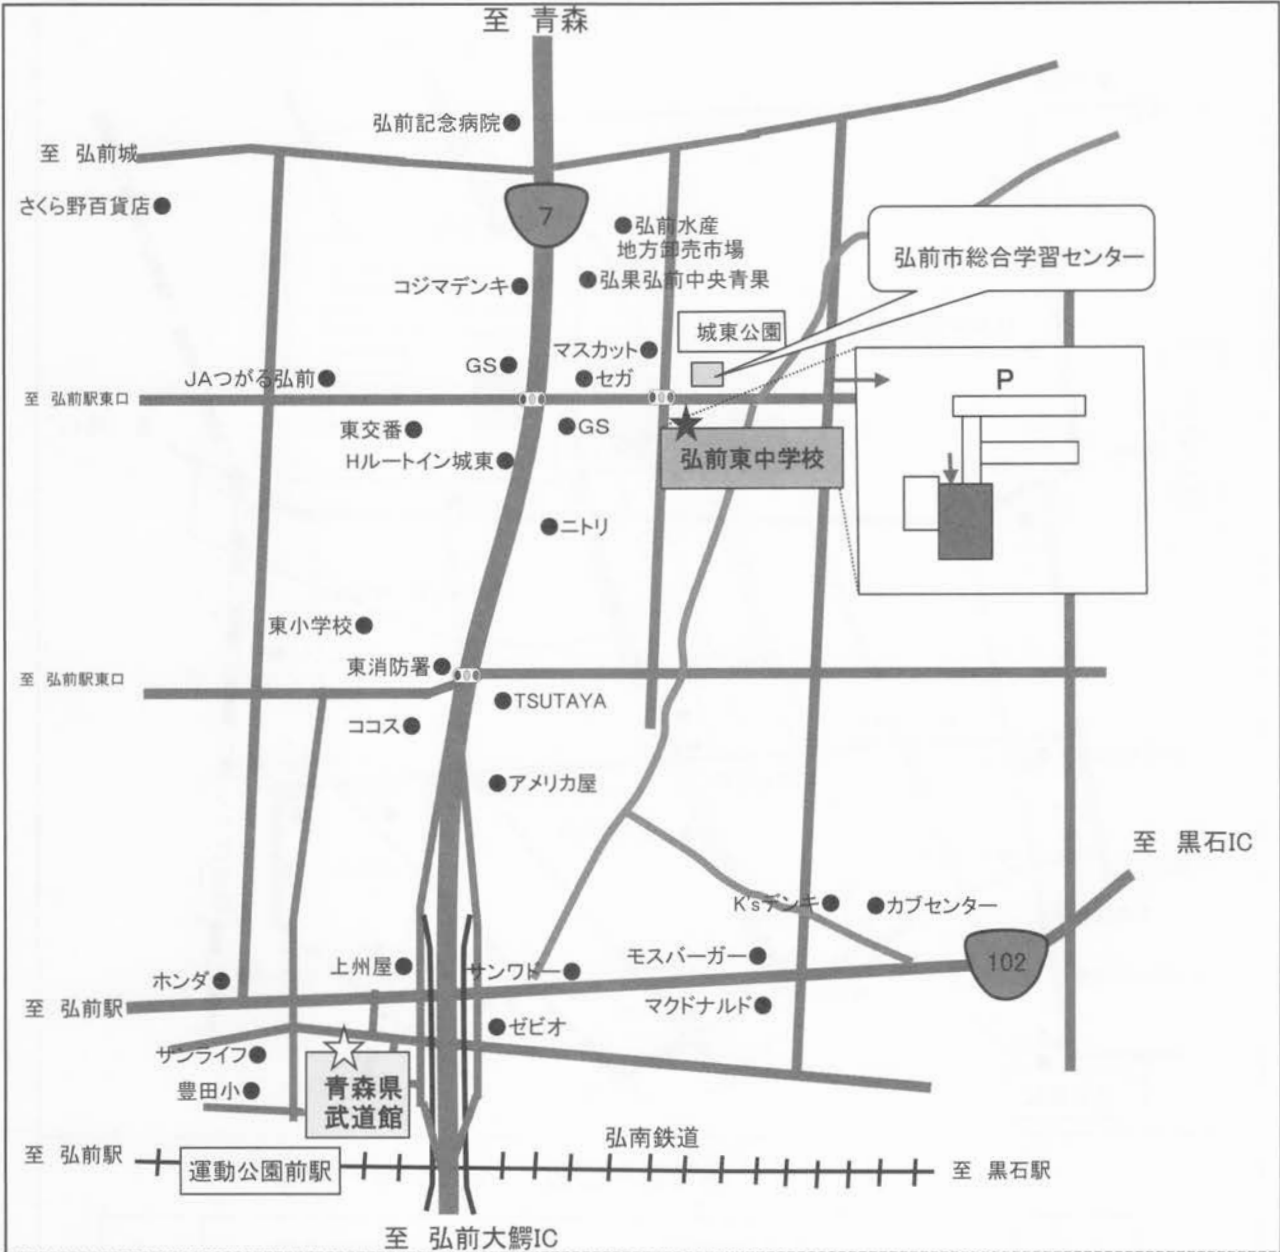 至 青森
弘前記念病院
至 弘前城
さくら野百貨店
7
弘前水産
地方卸売市場
弘前市総合学習センター
コジマデンキ
弘果弘前中央青果
城東公園
マスカット
GS
セガ
JAつがる弘前
P
至 弘前駅東口
東交番
GS
Hルートイン城東
弘前東中学校
ニトリ
東小学校
東消防署
至 弘前駅東口
TSUTAYA
ココス
アメリカ屋
至 黒石IC
K'sデンキ
カブセンター
モスバーガー
102
上州屋
サンワドー
ホンダ
至 弘前駅
マクドナルド
ゼビオ
サンライフ
豊田小
青森県
武道館
弘南鉄道
至 弘前駅
運動公園前駅
至 黒石駅
至 弘前大鰐IC